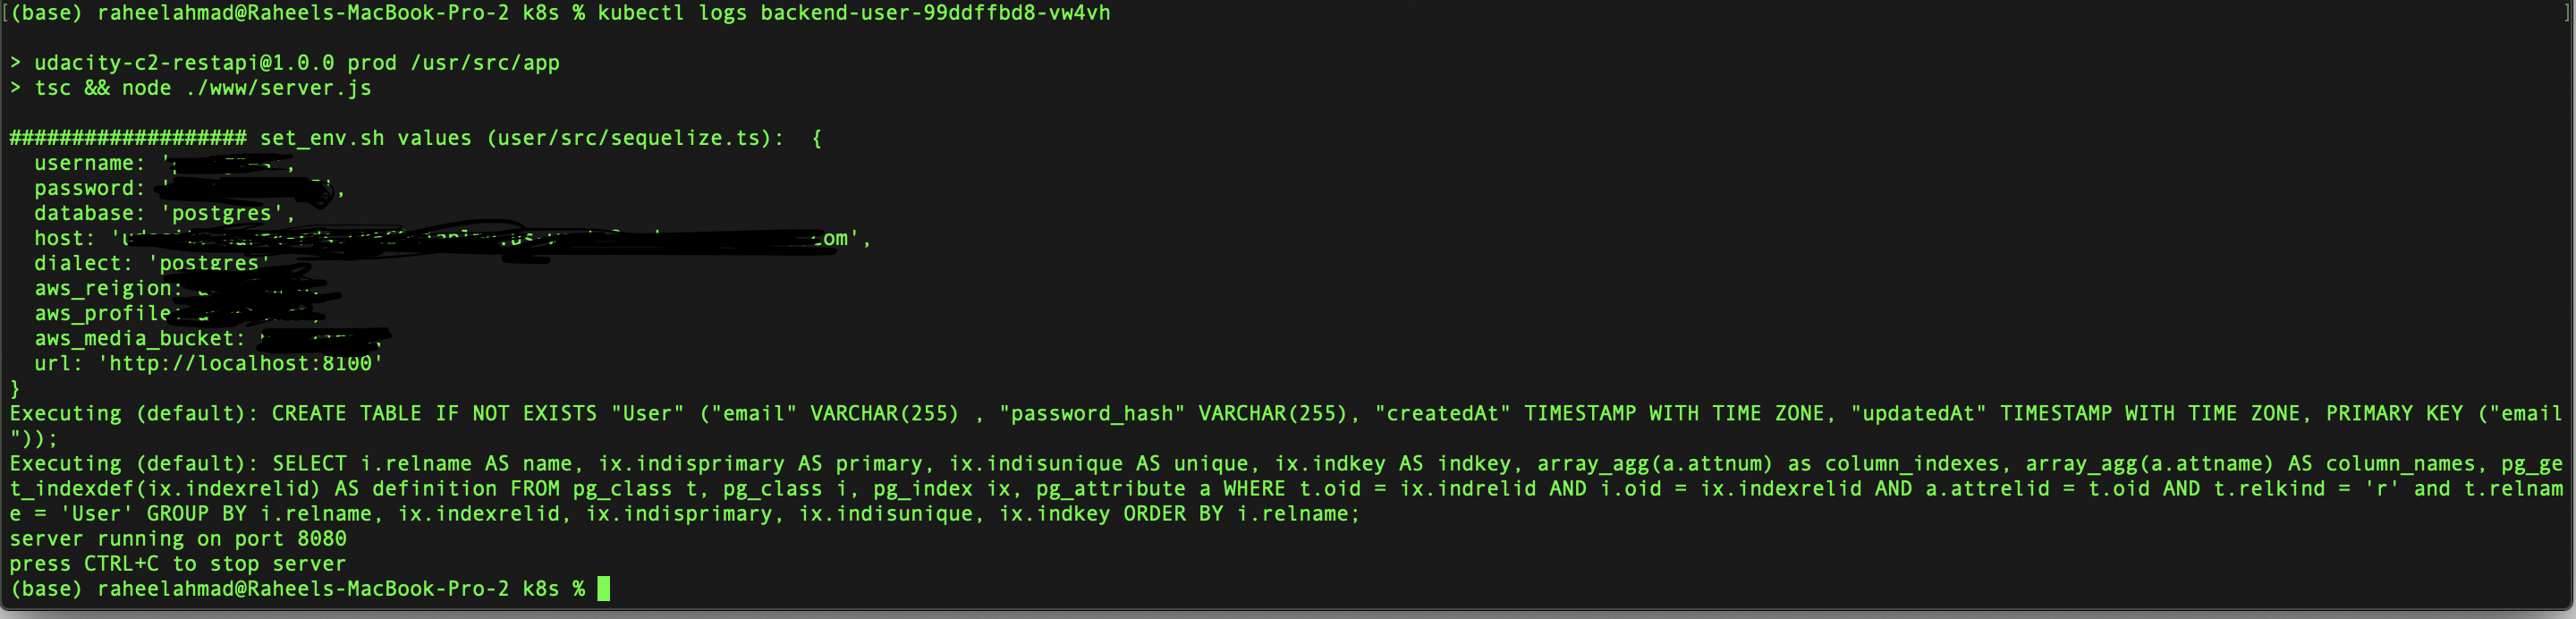 [(base) raheelahmad@Raheels-MacBook-Pro-2 k8s % kubectl logs backend-user-99ddffbd8-vw4vh ]
> udacity-c2-restapi@1.0.0 prod /usr/src/app
> tsc && node ./www/server.js
################### set_env.sh values (user/src/sequelize.ts):  {
username: '
password: ',
database: 'postgres',
host: 'u om',
dialect: 'postgres'
aws_reigion:
aws_profile:
aws_media_bucket:
url: 'http://localhost:8100'
}
Executing (default): CREATE TABLE IF NOT EXISTS "User" ("email" VARCHAR(255) , "password_hash" VARCHAR(255), "createdAt" TIMESTAMP WITH TIME ZONE, "updatedAt" TIMESTAMP WITH TIME ZONE, PRIMARY KEY ("email
"));
Executing (default): SELECT i.relname AS name, ix.indisprimary AS primary, ix.indisunique AS unique, ix.indkey AS indkey, array_agg(a.attnum) as column_indexes, array_agg(a.attname) AS column_names, pg_ge
t_indexdef(ix.indexrelid) AS definition FROM pg_class t, pg_class i, pg_index ix, pg_attribute a WHERE t.oid = ix.indrelid AND i.oid = ix.indexrelid AND a.attrelid = t.oid AND t.relkind = 'r' and t.relnam
e = 'User' GROUP BY i.relname, ix.indexrelid, ix.indisprimary, ix.indisunique, ix.indkey ORDER BY i.relname;
server running on port 8080
press CTRL+C to stop server
(base) raheelahmad@Raheels-MacBook-Pro-2 k8s %